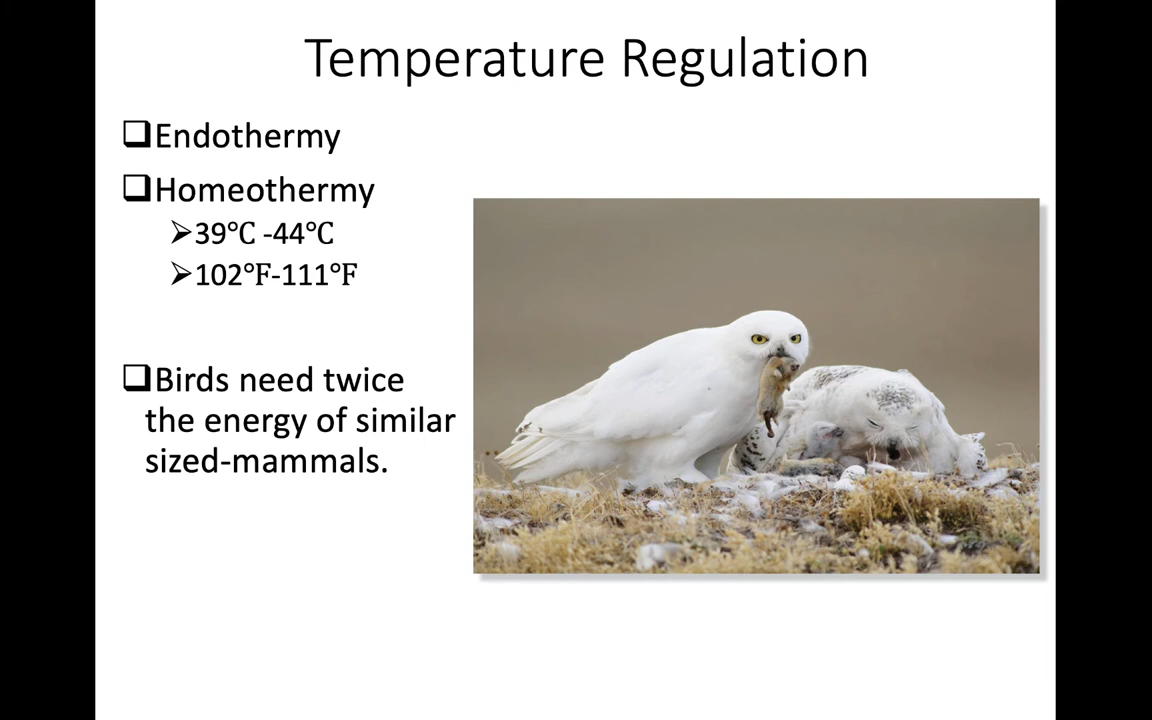 Temperature Regulation
❑Endothermy
❑Homeothermy
➢39℃ -44℃
➢102℉-111℉
❑Birds need twice
the energy of similar
sized-mammals.